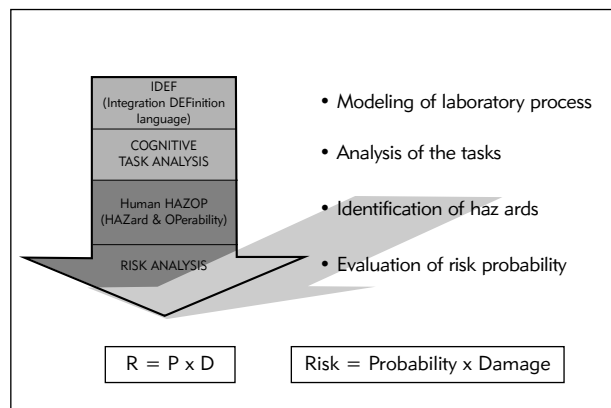 IDEF
(Integration DEFinition
language)
• Modeling of laboratory process
COGNITIVE
TASK ANALYSIS
• Analysis of the tasks
Human HAZOP
(HAZard & OPerability)
• Identification of haz ards
RISK ANALYSIS
• Evaluation of risk probability
R = P x D
Risk = Probability x Damage